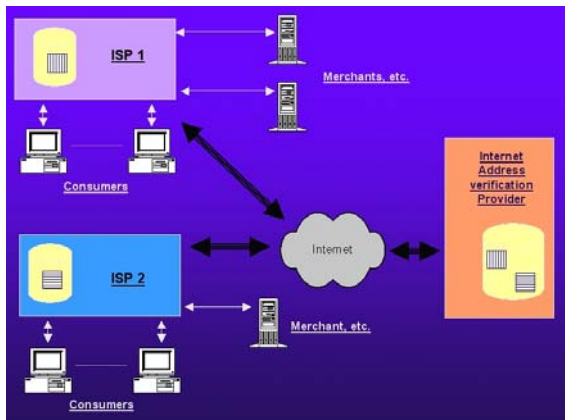 ISP 1
Merchants, etc.
Consumers
Internet
Address
verification
Provider
Internet
ISP 2
Merchant, etc.
Consumers